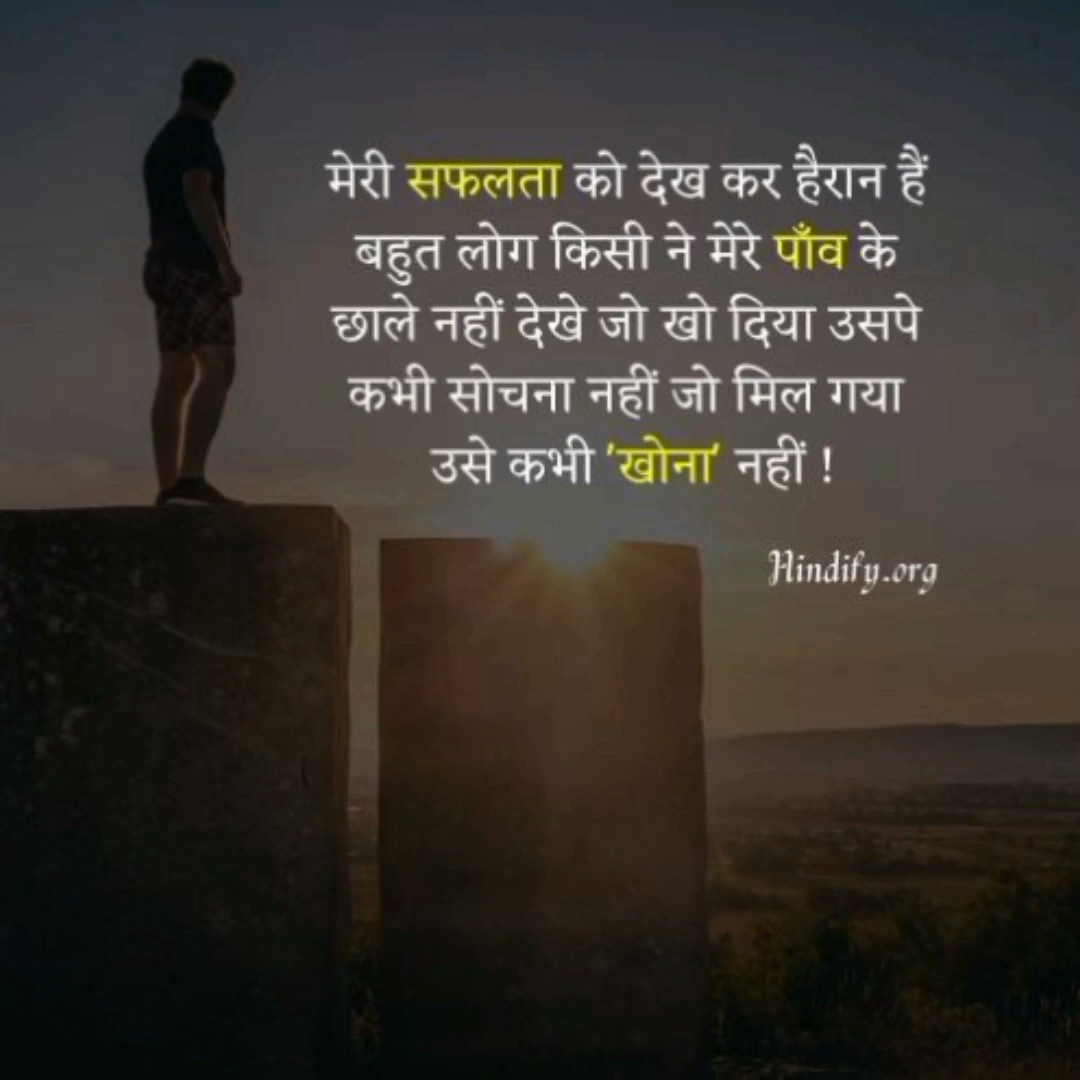 मेरी सफलता को देख कर हैरान हैं
बहुत लोग किसी ने मेरे पाँव के
छाले नहीं देखे जो खो दिया उसपे
कभी सोचना नहीं जो मिल गया
उसे कभी 'खोना' नहीं !
Hindify.org